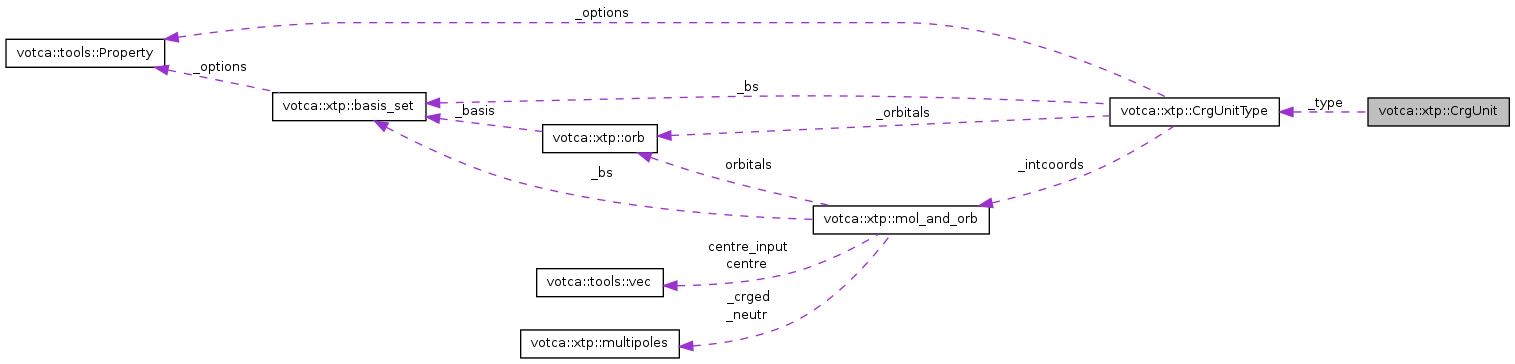 _options
votca::tools::Property
_options
_bs
votca::xtp::basis_set
_type
votca::xtp::CrgUnitType
votca::xtp::CrgUnit
_basis
_orbitals
votca::xtp::orb
orbitals
_intcoords
_bs
votca::xtp::mol_and_orb
centre_input
centre
votca::tools::vec
_crged
_neutr
votca::xtp::multipoles